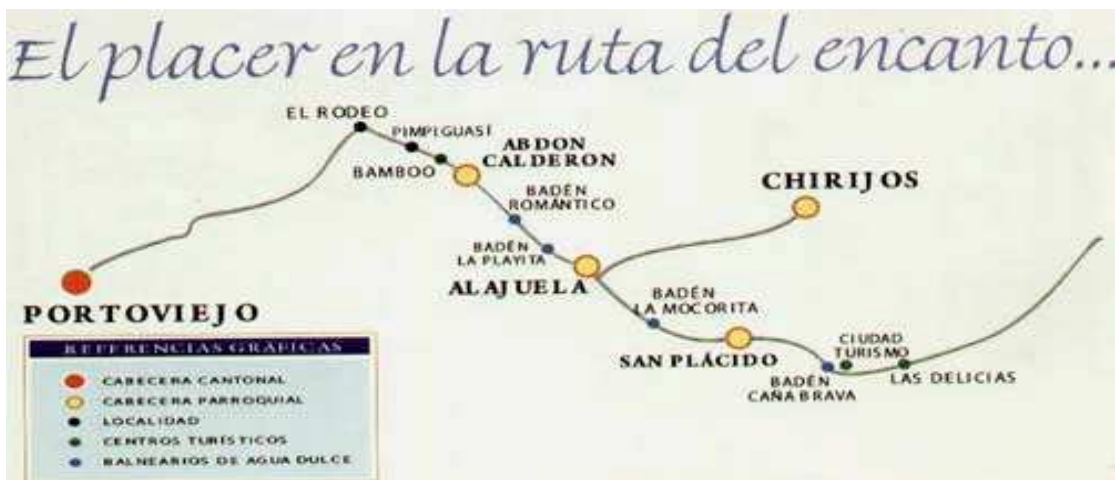 El placer en la ruta del encanto...
EL RODEO
PIMPIGUASÍ
BAMBOO
ABDON
CALDERON
BADÉN
ROMÁNTICO
BADÉN
LA PLAYITA
CHIRIJOS
ALAJUELA
BADÉN
LA MOCORITA
SAN PLÁCIDO
CIUDAD
TURISMO
BADÉN
CAÑA BRAVA
LAS DELICIAS
PORTOVIEJO
REFERENCIAS GRÁFICAS
CABECERA CANTONAL
CABECERA PARROQUIAL
LOCALIDAD
CENTROS TURÍSTICOS
BALNEARIOS DE AGUA DULCE